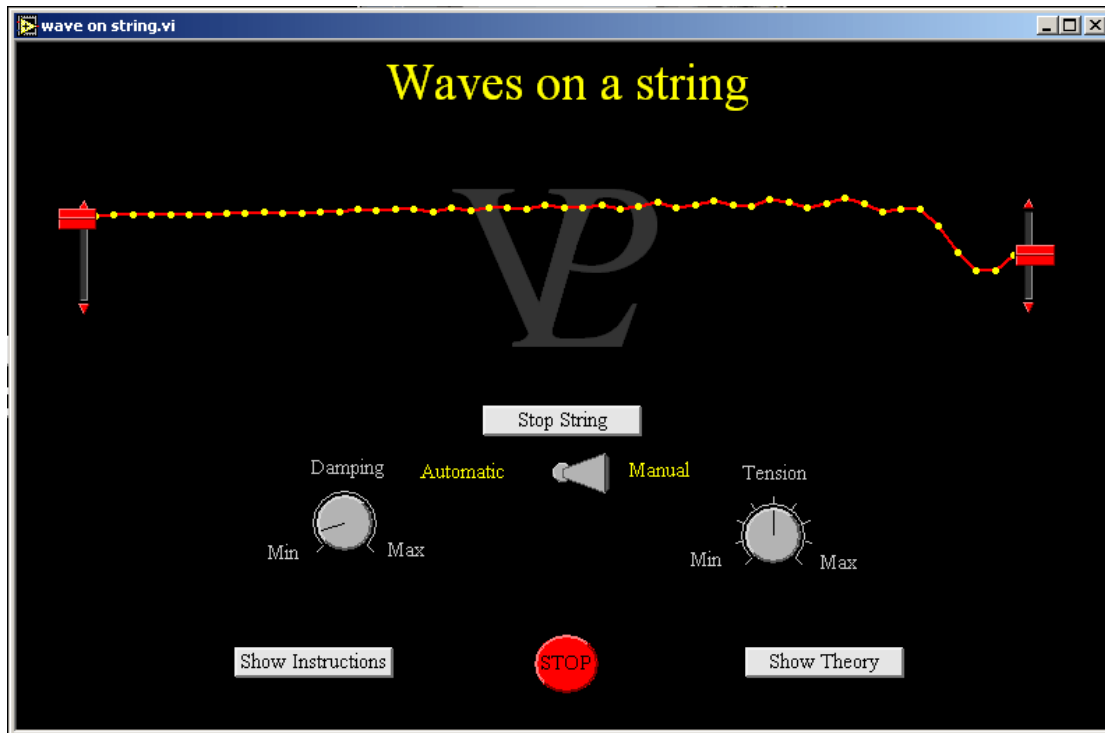 wave on string.vi
Waves on a string
VPL
Stop String
Damping
Automatic
Manual
Tension
Min
Max
Min
Max
Show Instructions
STOP
Show Theory